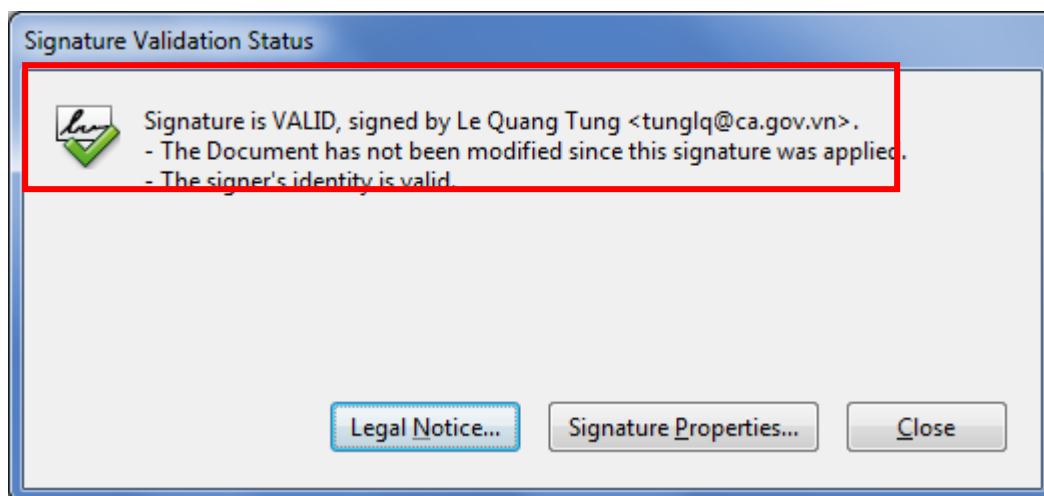 Signature Validation Status
Signature is VALID, signed by Le Quang Tung <tunglq@ca.gov.vn>.
- The Document has not been modified since this signature was applied.
- The signer's identity is valid.
Legal Notice... Signature Properties... Close